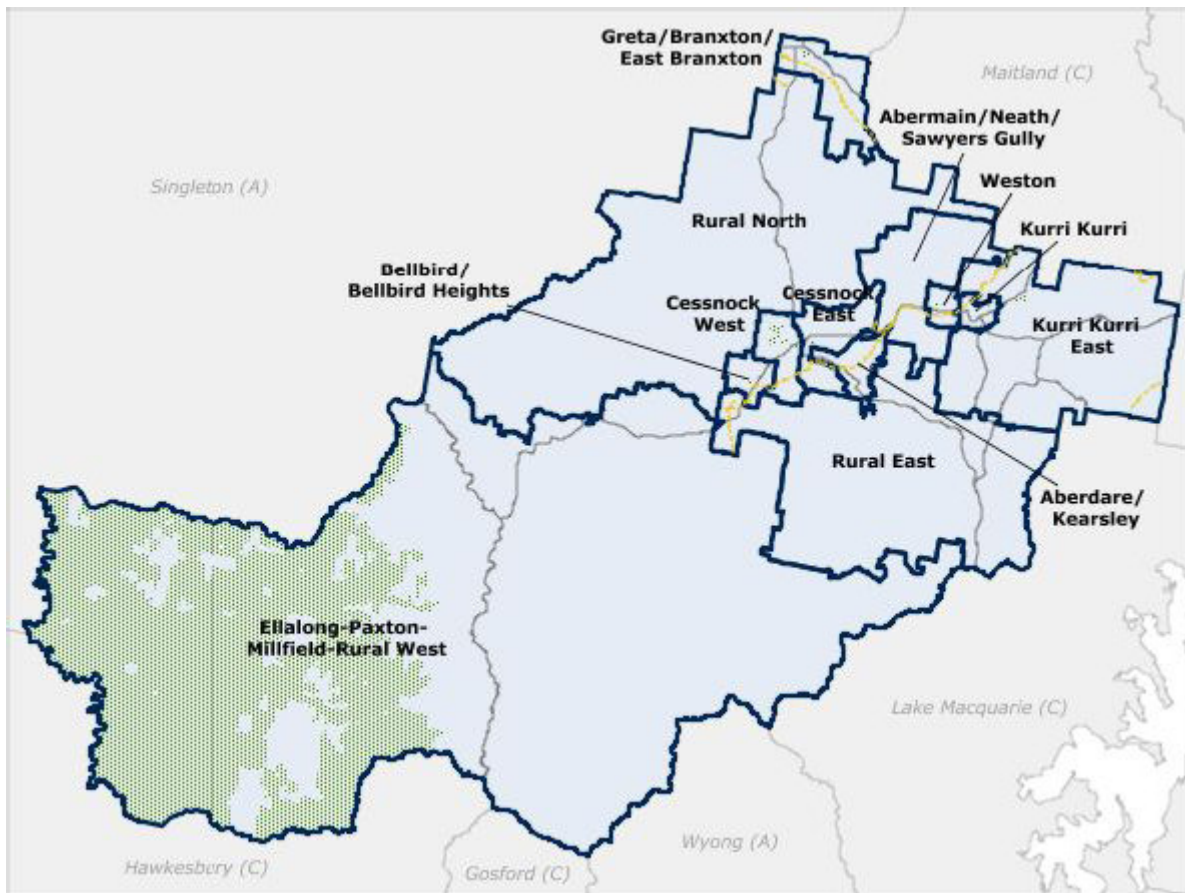 Greta/Branxton/
East Branxton
Maitland (C)
Abermain/Neath/
Sawyers Gully
Singleton (A)
Weston
Rural North
Kurri Kurri
Bellbird/
Bellbird Heights
Cessnock
West
Cessnock
East
Kurri Kurri
East
Rural East
Aberdare/
Kearsley
Ellalong-Paxton-
Millfield-Rural West
Lake Macquarie (C)
Wyong (A)
Hawkesbury (C)
Gosford (C)